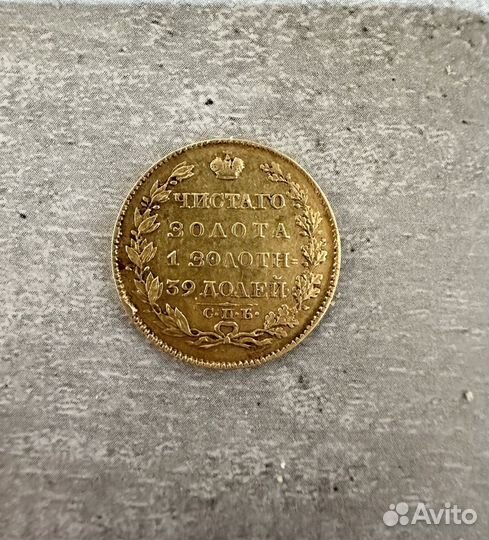 ЧИСТАГО
ЗОЛОТА
1 ЗОЛОТН=
39 ДОЛЕЙ
С·П·Б·
Avito